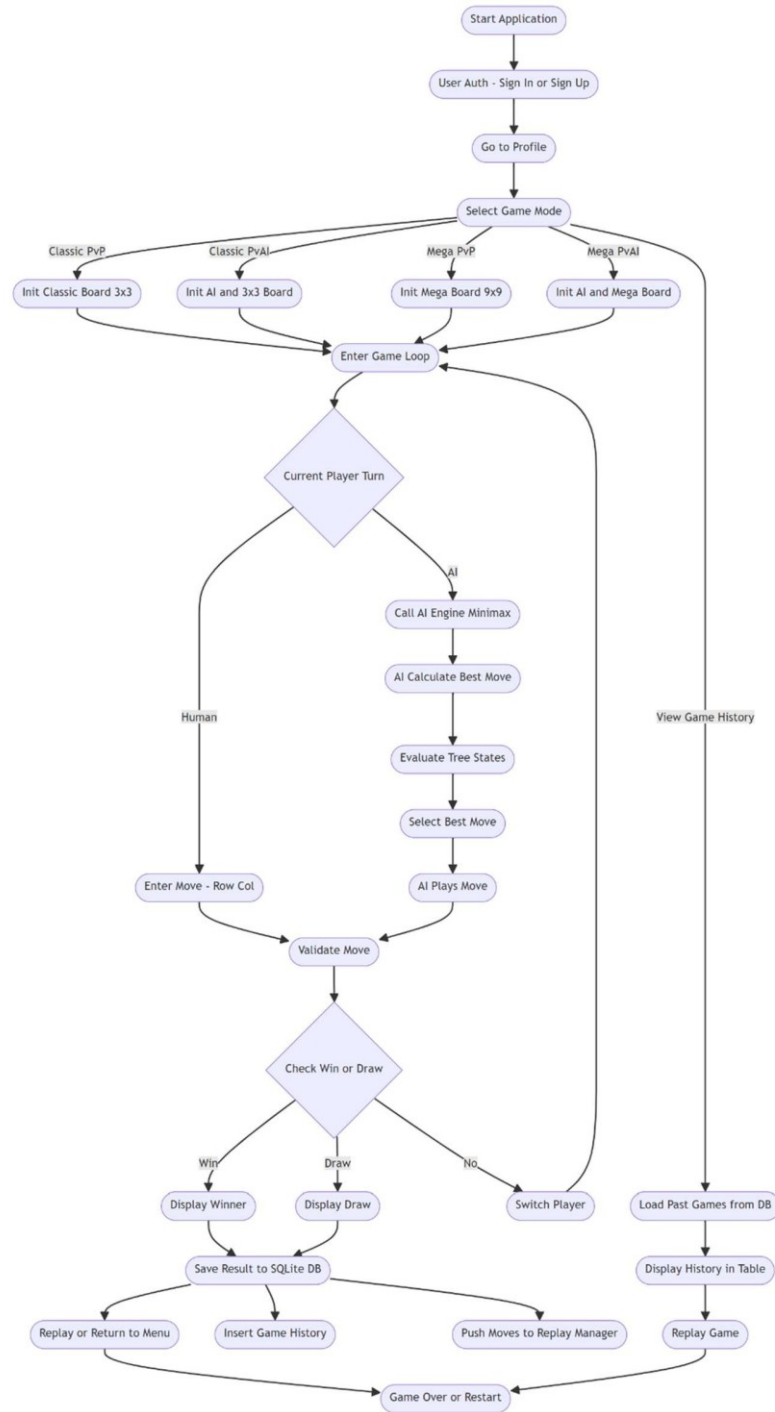 Start Application
User Auth - Sign In or Sign Up
Go to Profile
Select Game Mode
Classic PvP
Classic PvAI
Mega PvP
Mega PvAI
Init Classic Board 3x3
Init AI and 3x3 Board
Init Mega Board 9x9
Init AI and Mega Board
Enter Game Loop
Current Player Turn
AI
Call AI Engine Minimax
AI Calculate Best Move
Human
View Game History
Evaluate Tree States
Select Best Move
Enter Move - Row Col
AI Plays Move
Validate Move
Check Win or Draw
Win
Draw
No
Display Winner
Display Draw
Switch Player
Load Past Games from DB
Save Result to SQLite DB
Display History in Table
Replay or Return to Menu
Insert Game History
Push Moves to Replay Manager
Replay Game
Game Over or Restart